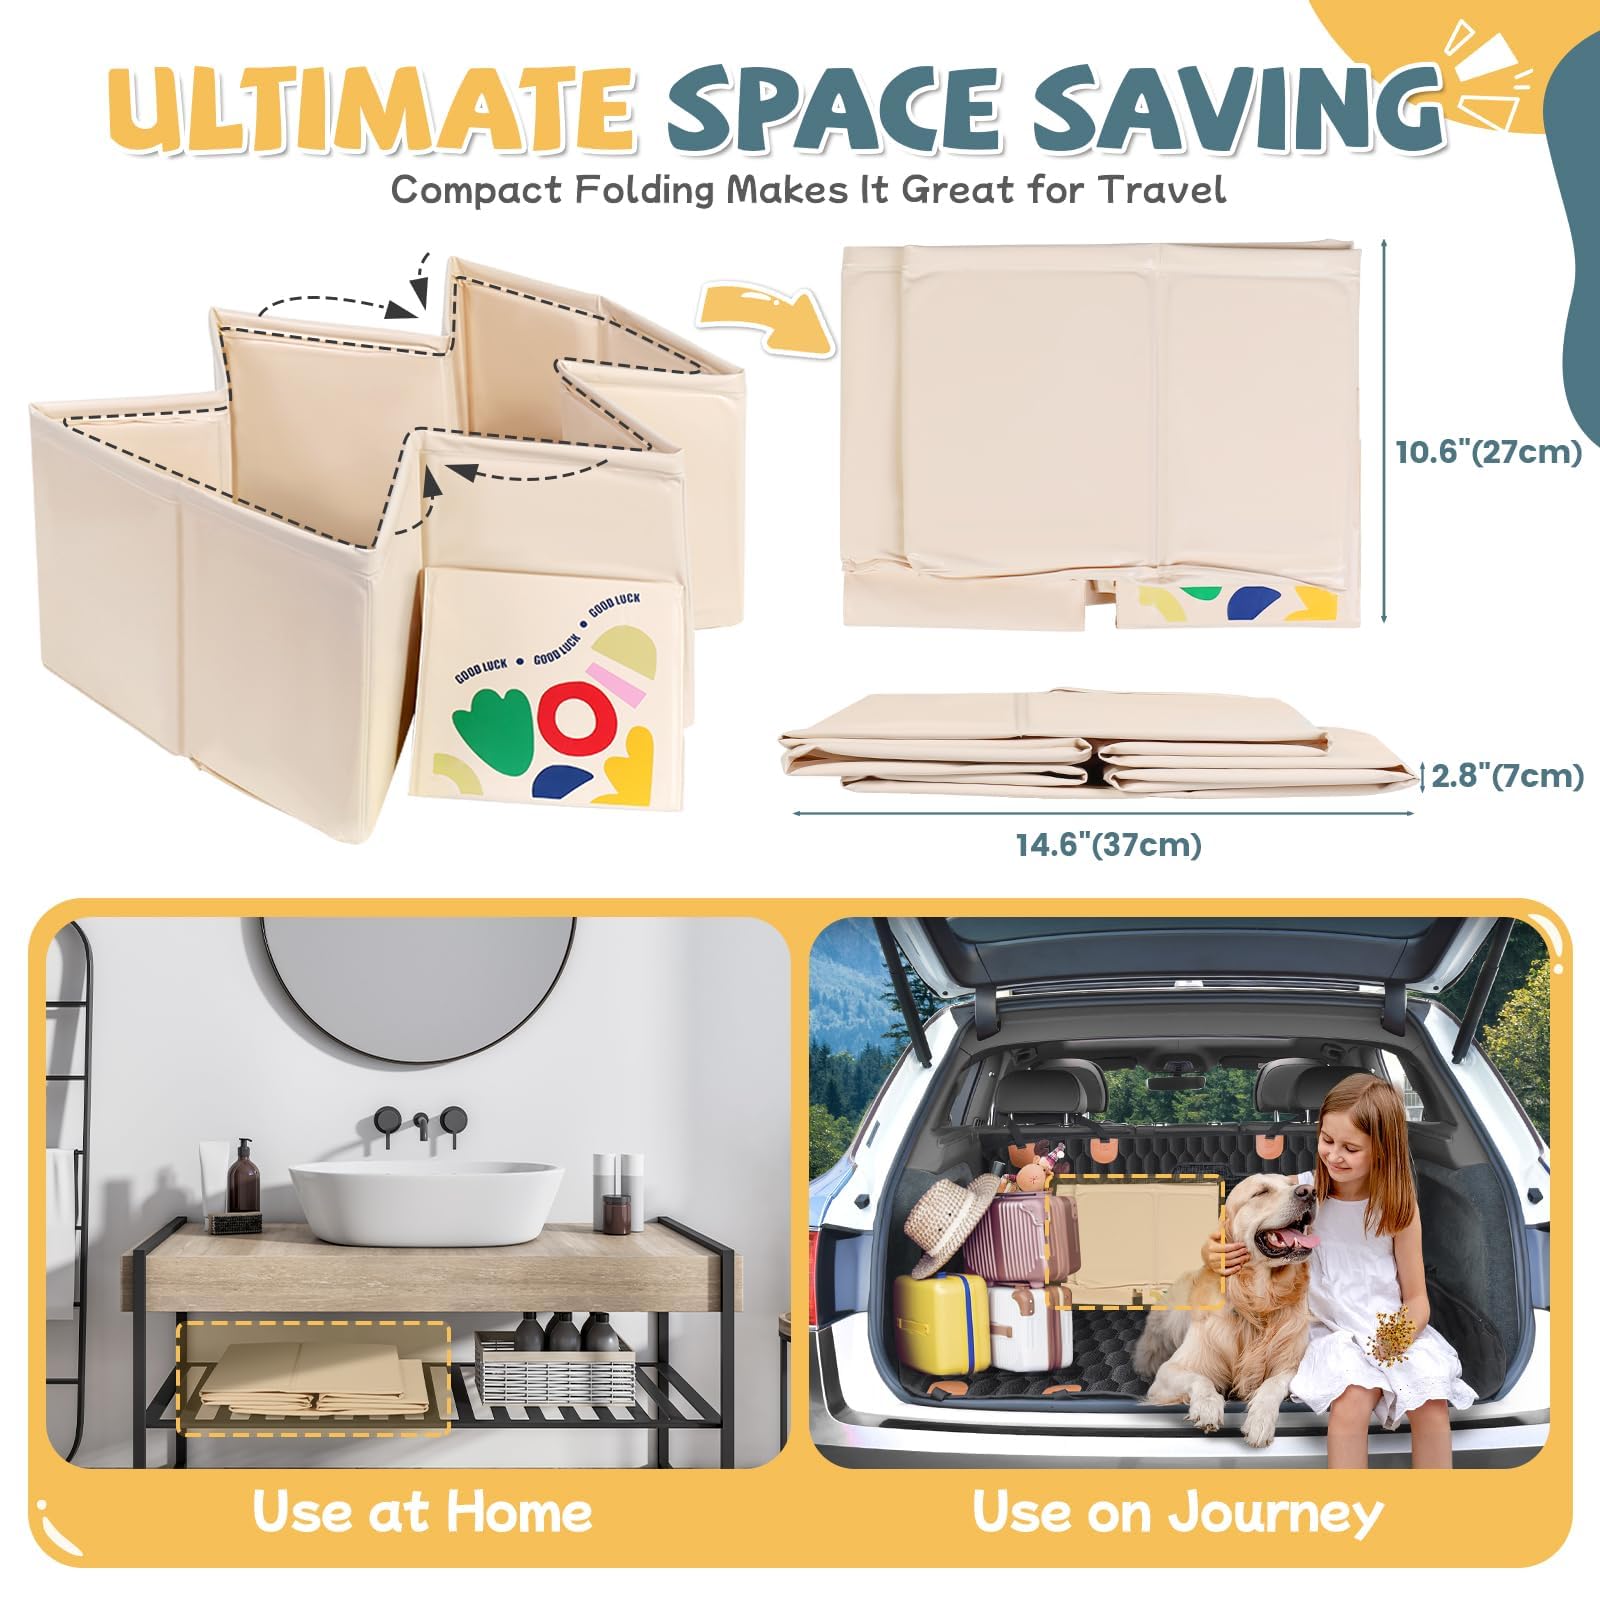 ULTIMATE SPACE SAVING
Compact Folding Makes It Great for Travel
10.6"(27cm)
GOOD LUCK • GOOD LUCK • GOOD LUCK
2.8"(7cm)
14.6"(37cm)
Use at Home
Use on Journey